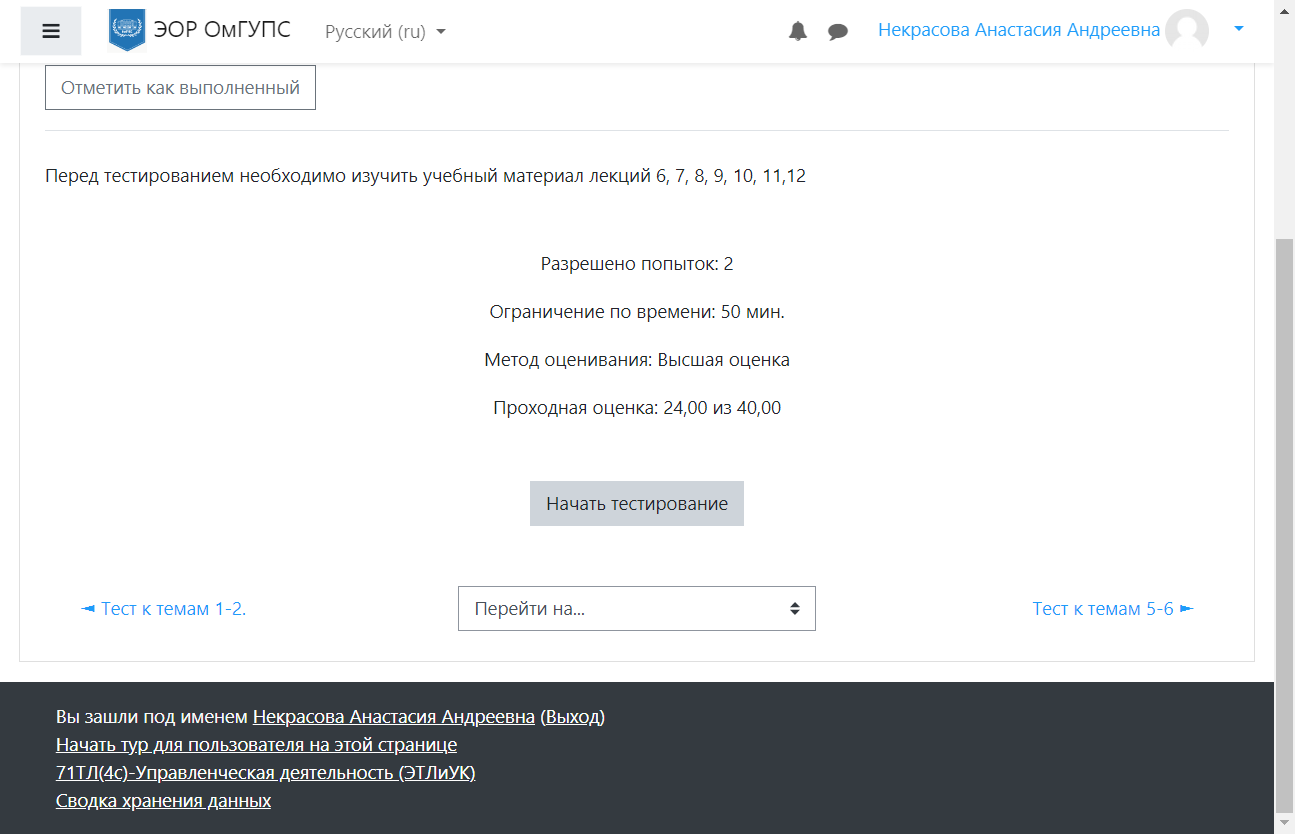 ЭОР ОмГУПС
Русский (ru)
Некрасова Анастасия Андреевна
Отметить как выполненный
Перед тестированием необходимо изучить учебный материал лекций 6, 7, 8, 9, 10, 11,12
Разрешено попыток: 2
Ограничение по времени: 50 мин.
Метод оценивания: Высшая оценка
Проходная оценка: 24,00 из 40,00
Начать тестирование
◄ Тест к темам 1-2.
Перейти на...
Тест к темам 5-6 ►
Вы зашли под именем Некрасова Анастасия Андреевна (Выход)
Начать тур для пользователя на этой странице
71ТЛ(4с)-Управленческая деятельность (ЭТЛиУК)
Сводка хранения данных